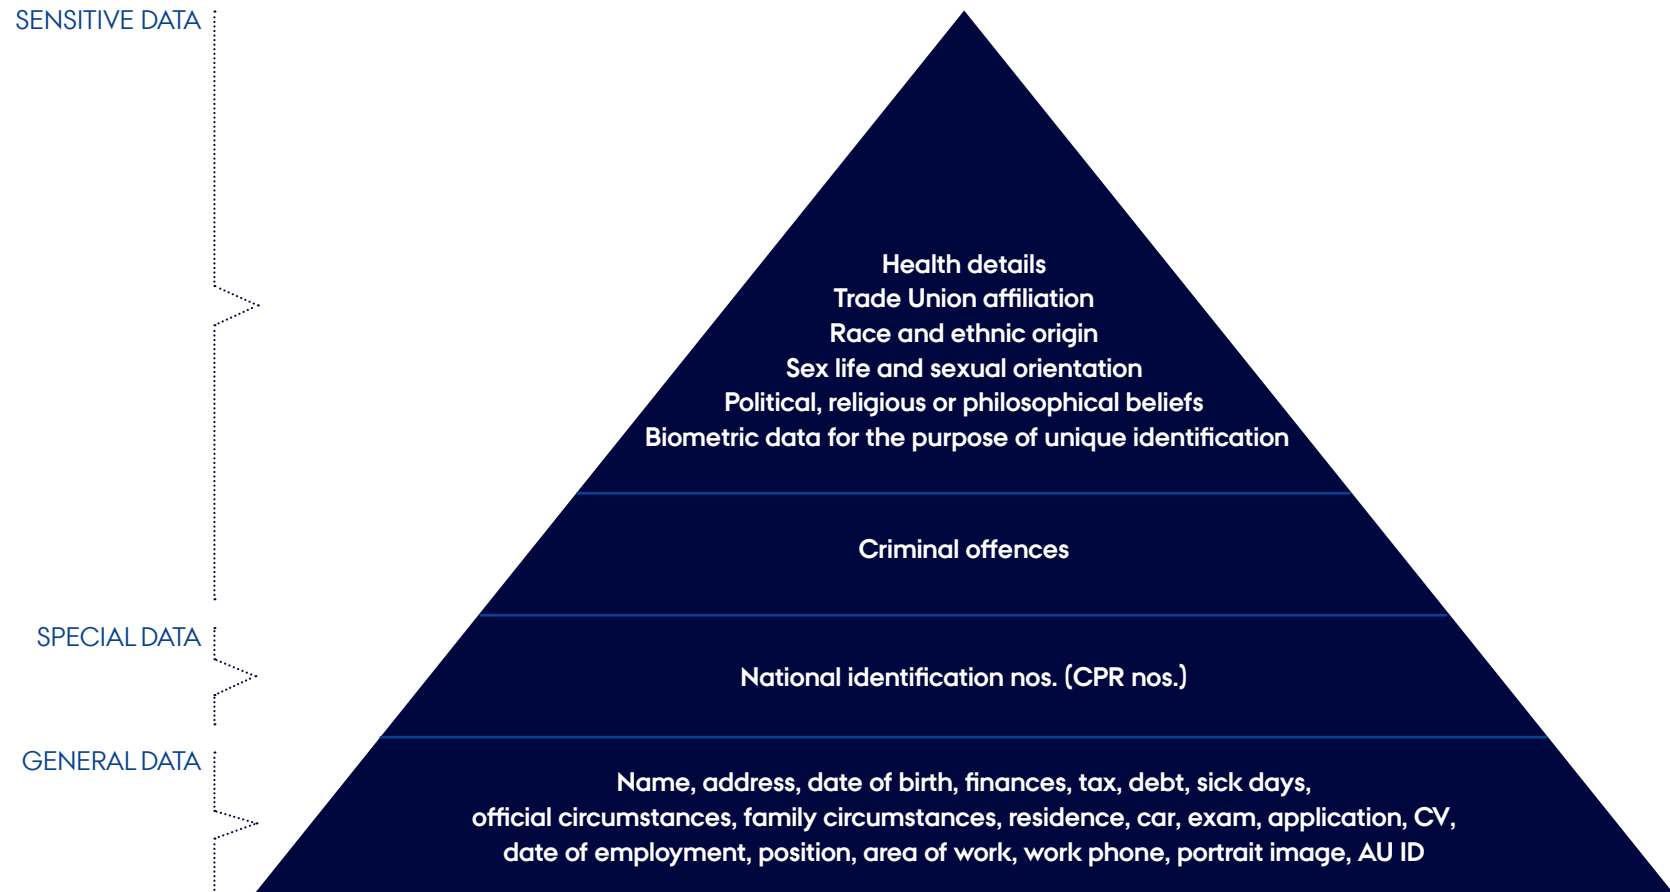 SENSITIVE DATA
Health details
Trade Union affiliation
Race and ethnic origin
Sex life and sexual orientation
Political, religious or philosophical beliefs
Biometric data for the purpose of unique identification
Criminal offences
SPECIAL DATA
National identification nos. (CPR nos.)
GENERAL DATA
Name, address, date of birth, finances, tax, debt, sick days,
official circumstances, family circumstances, residence, car, exam, application, CV,
date of employment, position, area of work, work phone, portrait image, AU ID